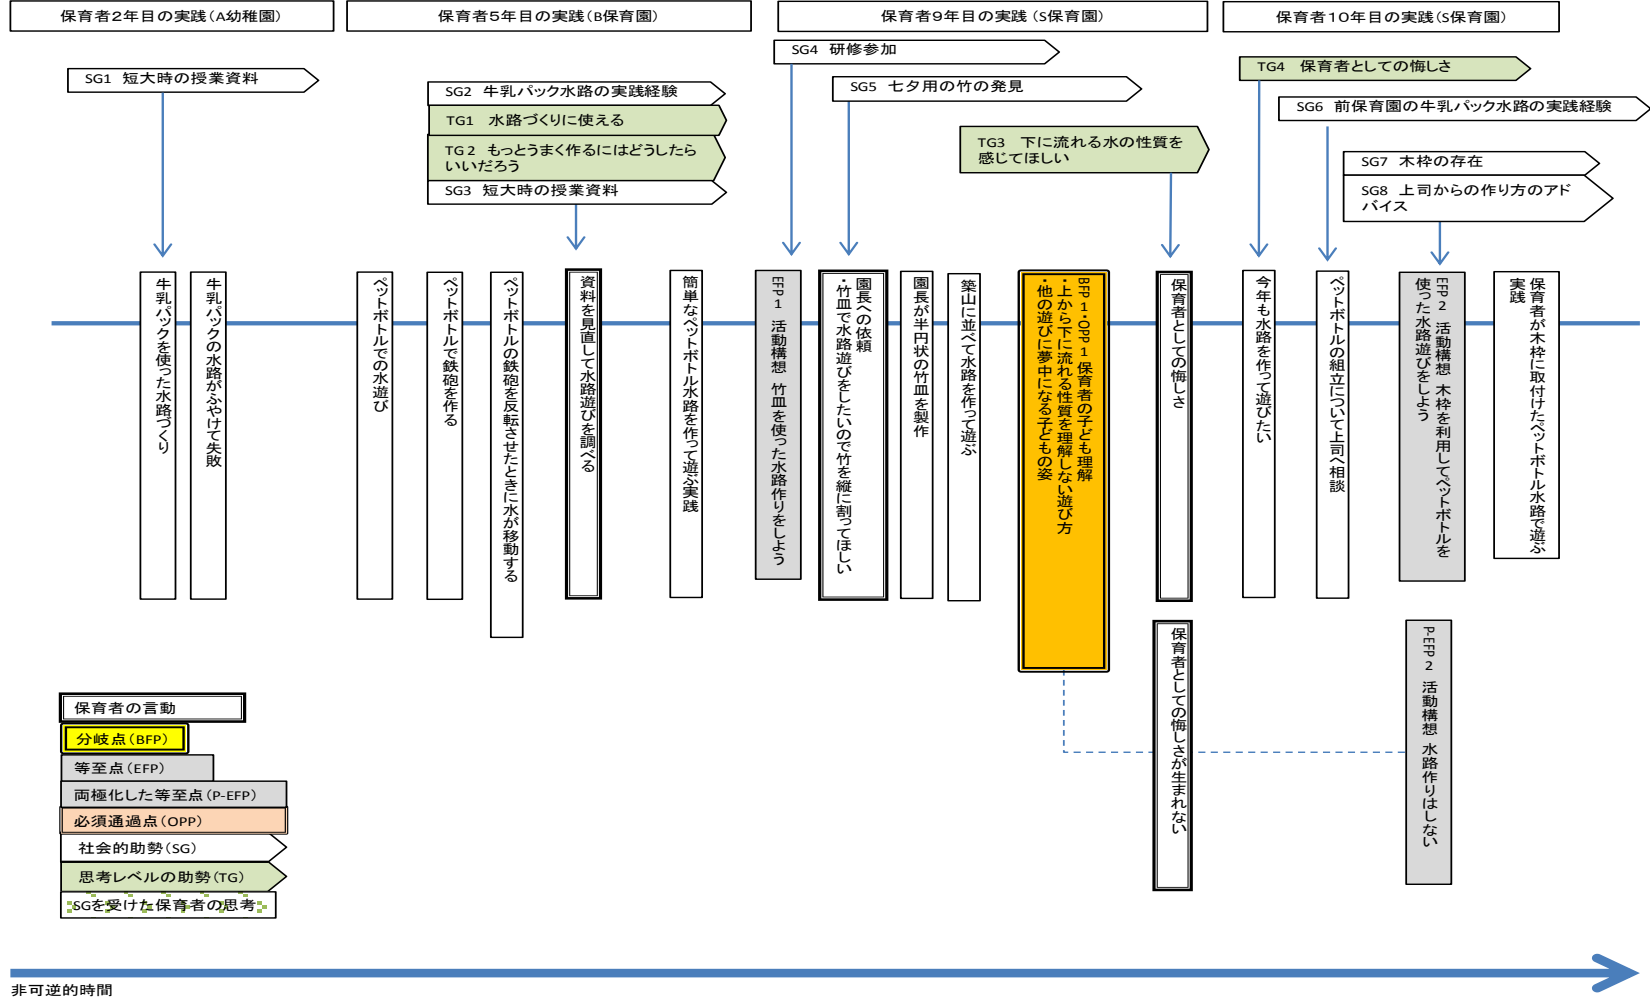 保育者２年目の実践（A幼稚園）
保育者５年目の実践（B保育園）
保育者９年目の実践（S保育園）
保育者１０年目の実践（S保育園）
SG1 短大時の授業資料
SG2 牛乳パック水路の実践経験
TG1 水路づくりに使える
TG２ もっとうまく作るにはどうしたら
いいだろう
SG3 短大時の授業資料
SG4 研修参加
SG5 七夕用の竹の発見
TG3 下に流れる水の性質を
感じてほしい
TG4 保育者としての悔しさ
SG6 前保育園の牛乳パック水路の実践経験
SG7 木枠の存在
SG8 上司からの作り方のアド
バイス
牛乳パックを使った水路づくり
牛乳パックの水路がふやけて失敗
ペットボトルでの水遊び
ペットボトルで鉄砲を作る
ペットボトルの鉄砲を反転させたときに水が移動する
資料を見直して水路遊びを調べる
簡単なペットボトル水路を作って遊ぶ実践
EFP１ 活動構想 竹皿を使った水路作りをしよう
園長への依頼
・竹皿で水路遊びをしたいので竹を縦に割ってほしい
園長が半円状の竹皿を製作
築山に並べて水路を作って遊ぶ
BFP１・OPP１ 保育者の子ども理解
・上から下に流れる性質を理解しない遊び方
・他の遊びに夢中になる子どもの姿
保育者としての悔しさ
今年も水路を作って遊びたい
ペットボトルの組立について上司へ相談
EFP２ 活動構想 木枠を利用してペットボトルを
使った水路遊びをしよう
保育者が木枠に取付けたペットボトル水路で遊ぶ
実践
保育者としての悔しさが生まれない
P-EFP２ 活動構想 水路作りはしない
保育者の言動
分岐点（BFP）
等至点（EFP）
両極化した等至点（P-EFP）
必須通過点（OPP）
社会的助勢（SG）
思考レベルの助勢（TG）
SGを受けた保育者の思考
非可逆的時間